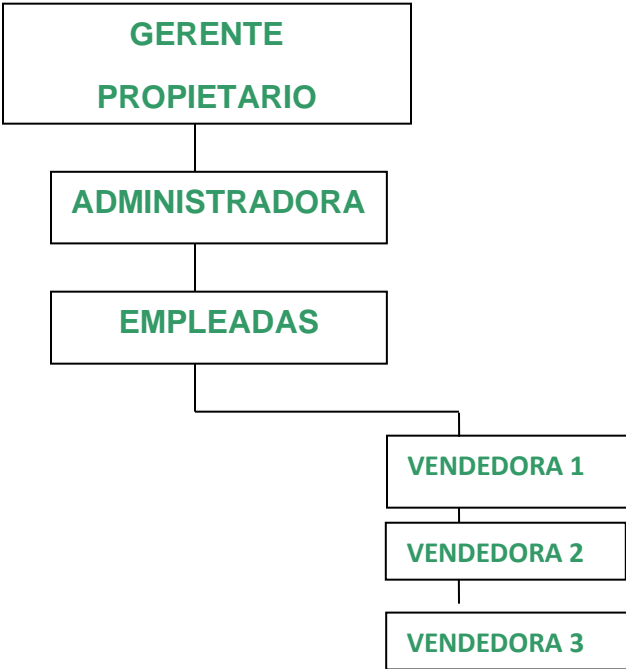 GERENTE
PROPIETARIO
ADMINISTRADORA
EMPLEADAS
VENDEDORA 1
VENDEDORA 2
VENDEDORA 3